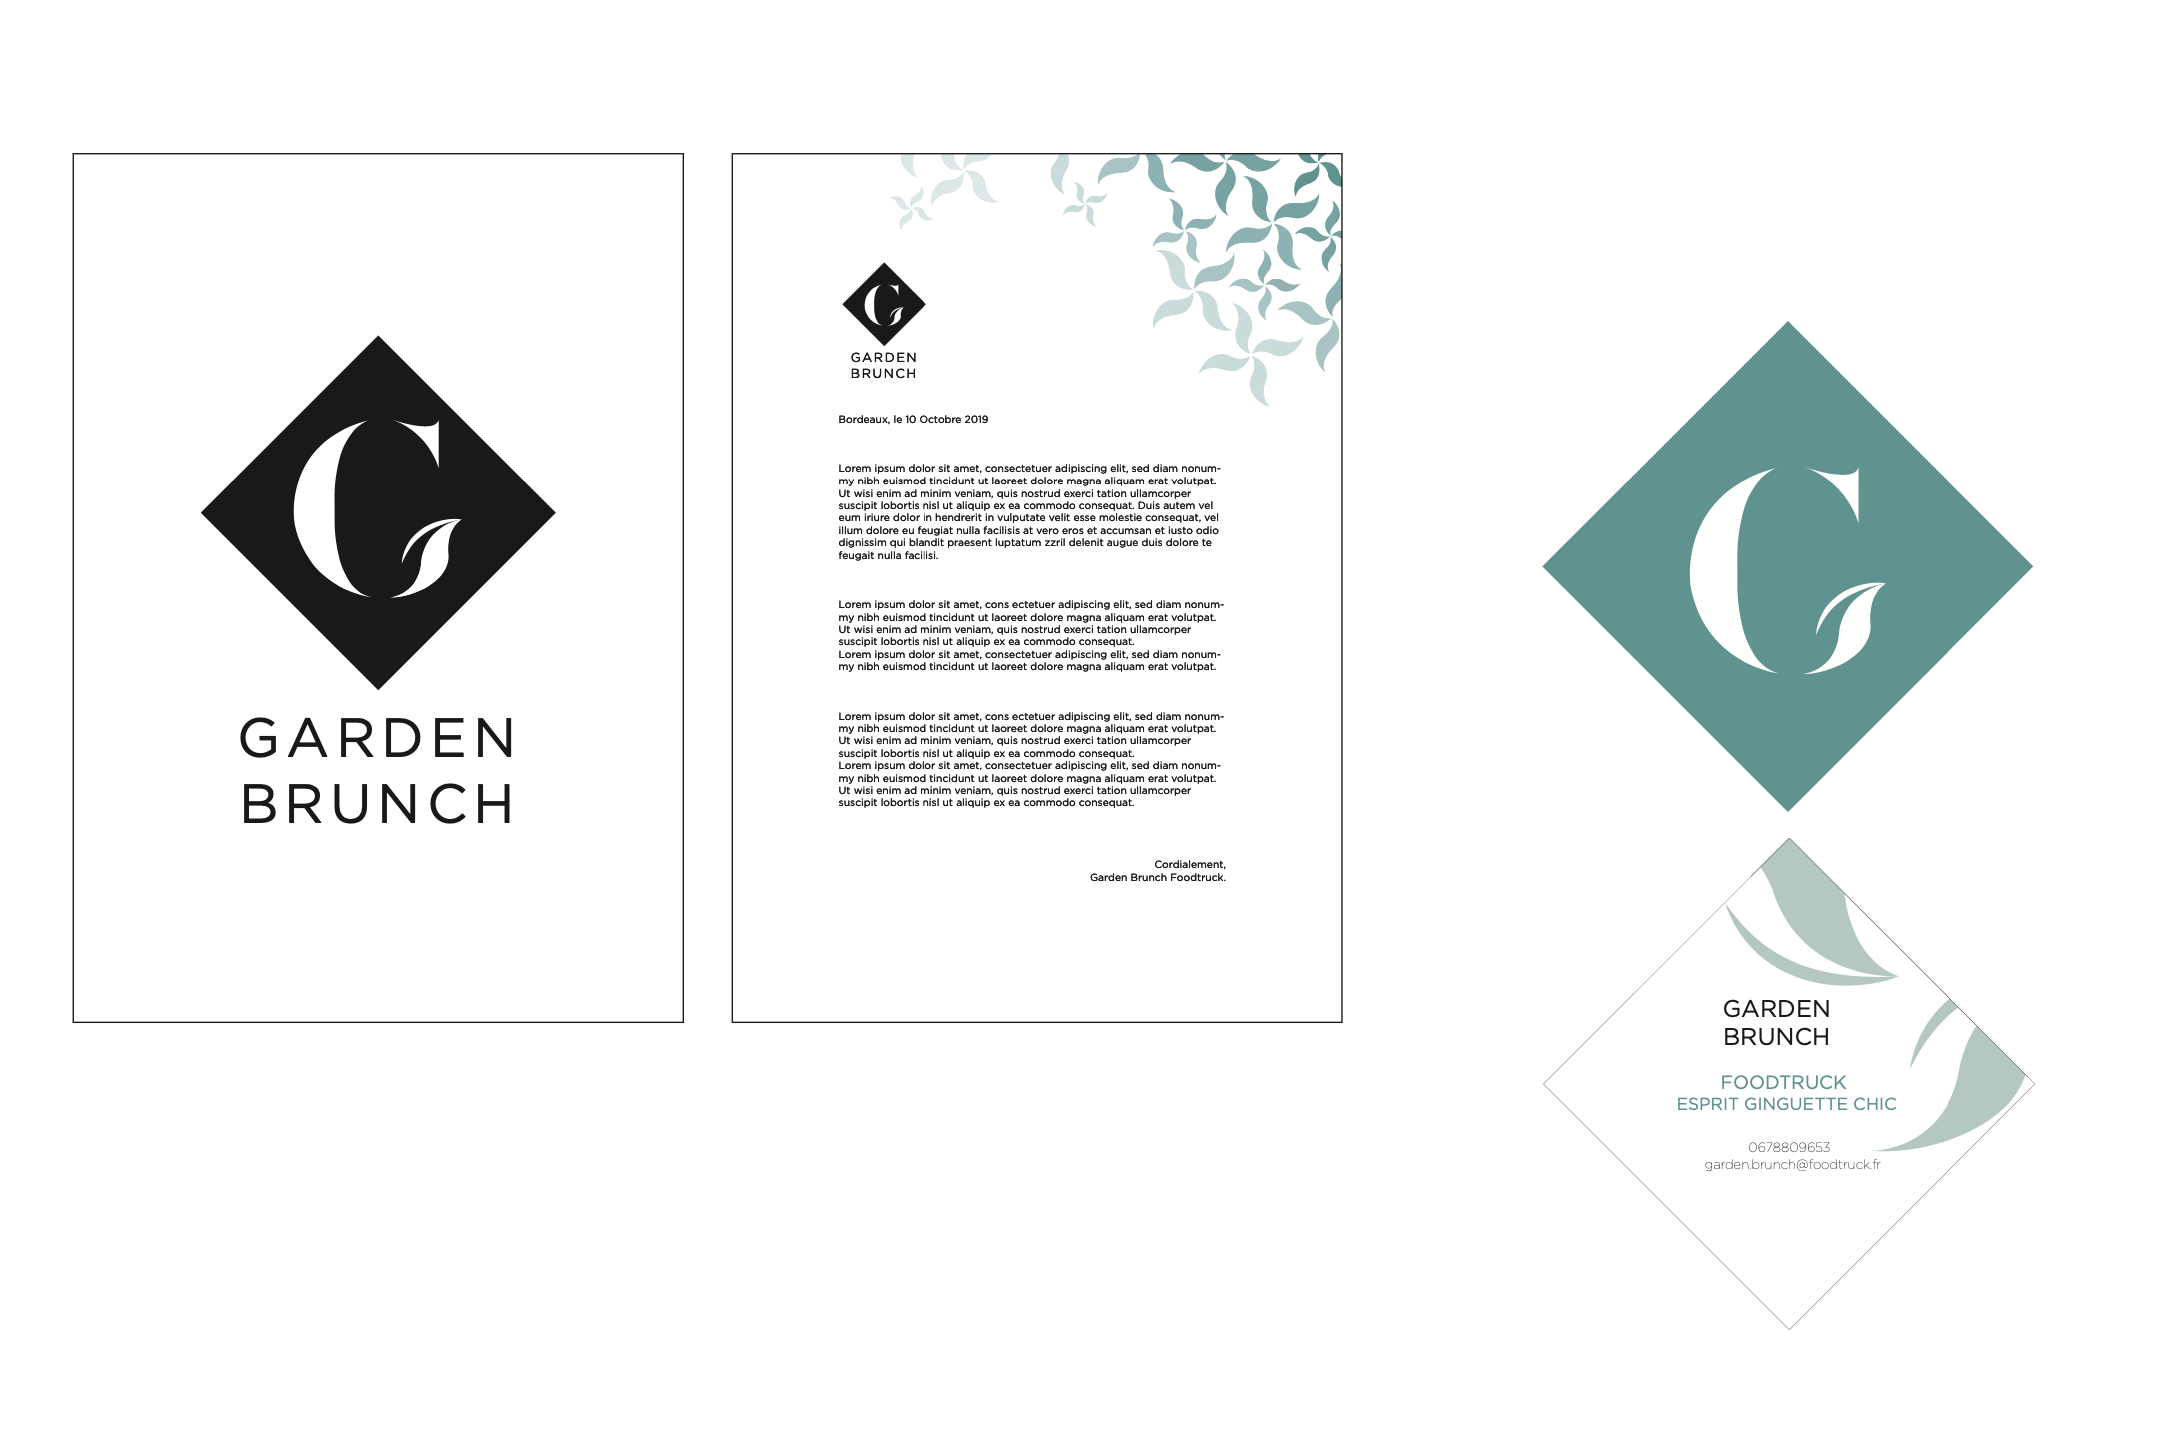 G
GARDEN
BRUNCH
G
GARDEN
BRUNCH
Bordeaux, le 10 Octobre 2019
Lorem ipsum dolor sit amet, consectetuer adipiscing elit, sed diam nonum-
my nibh euismod tincidunt ut laoreet dolore magna aliquam erat volutpat.
Ut wisi enim ad minim veniam, quis nostrud exerci tation ullamcorper
suscipit lobortis nisl ut aliquip ex ea commodo consequat. Duis autem vel
eum iriure dolor in hendrerit in vulputate velit esse molestie consequat, vel
illum dolore eu feugiat nulla facilisis at vero eros et accumsan et iusto odio
dignissim qui blandit praesent luptatum zzril delenit augue duis dolore te
feugait nulla facilisi.
Lorem ipsum dolor sit amet, cons ectetuer adipiscing elit, sed diam nonum-
my nibh euismod tincidunt ut laoreet dolore magna aliquam erat volutpat.
Ut wisi enim ad minim veniam, quis nostrud exerci tation ullamcorper
suscipit lobortis nisl ut aliquip ex ea commodo consequat.
Lorem ipsum dolor sit amet, consectetuer adipiscing elit, sed diam nonum-
my nibh euismod tincidunt ut laoreet dolore magna aliquam erat volutpat.
Lorem ipsum dolor sit amet, cons ectetuer adipiscing elit, sed diam nonum-
my nibh euismod tincidunt ut laoreet dolore magna aliquam erat volutpat.
Ut wisi enim ad minim veniam, quis nostrud exerci tation ullamcorper
suscipit lobortis nisl ut aliquip ex ea commodo consequat.
Lorem ipsum dolor sit amet, consectetuer adipiscing elit, sed diam nonum-
my nibh euismod tincidunt ut laoreet dolore magna aliquam erat volutpat.
Ut wisi enim ad minim veniam, quis nostrud exerci tation ullamcorper
suscipit lobortis nisl ut aliquip ex ea commodo consequat.
Cordialement,
Garden Brunch Foodtruck.
G
GARDEN
BRUNCH
FOODTRUCK
ESPRIT GINGUETTE CHIC
0678809653
garden.brunch@foodtruck.fr